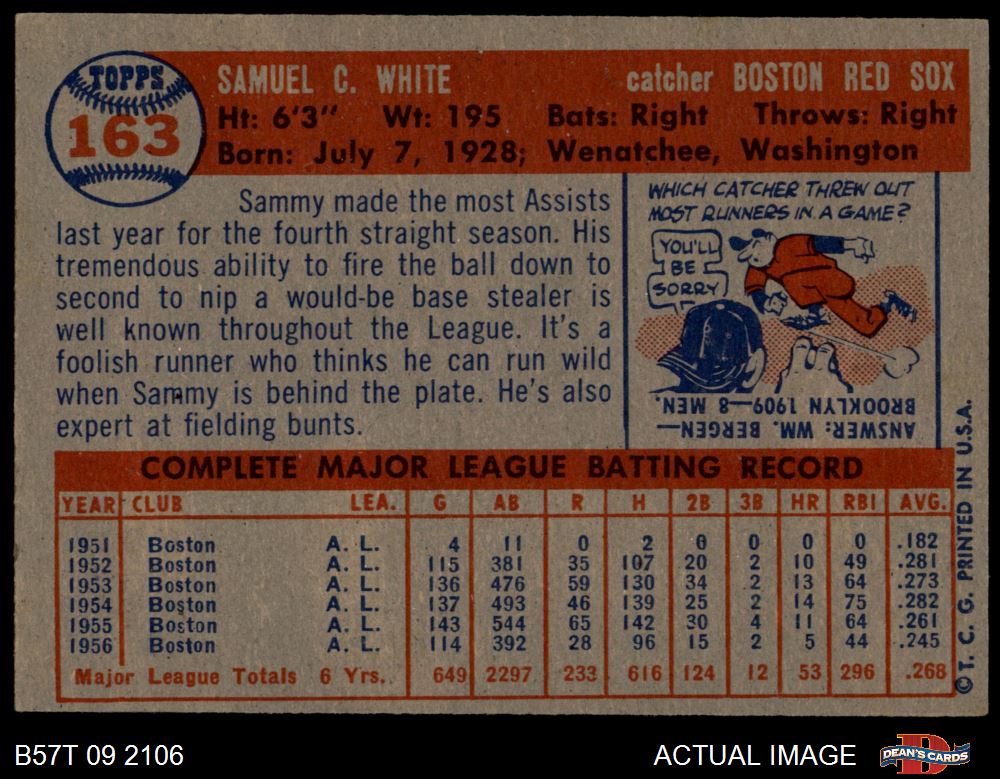 TOPPS
163
SAMUEL C. WHITE catcher BOSTON RED SOX
Ht: 6'3" Wt: 195 Bats: Right Throws: Right
Born: July 7, 1928; Wenatchee, Washington
Sammy made the most Assists
last year for the fourth straight season. His
tremendous ability to fire the ball down to
second to nip a would-be base stealer is
well known throughout the League. It's a
foolish runner who thinks he can run wild
when Sammy is behind the plate. He's also
expert at fielding bunts.
WHICH CATCHER THREW OUT
MOST RUNNERS IN A GAME?
YOU'LL
BE
SORRY
ANSWER: WM. BERGEN—
BROOKLYN 1909—8 MEN.
COMPLETE MAJOR LEAGUE BATTING RECORD
YEAR CLUB LEA. G AB R H 2B 3B HR RBI AVG.
1951 Boston A. L. 4 11 0 2 0 0 0 0 .182
1952 Boston A. L. 115 381 35 107 20 2 10 49 .281
1953 Boston A. L. 136 476 59 130 34 2 13 64 .273
1954 Boston A. L. 137 493 46 139 25 2 14 75 .282
1955 Boston A. L. 143 544 65 142 30 4 11 64 .261
1956 Boston A. L. 114 392 28 96 15 2 5 44 .245
Major League Totals 6 Yrs. 649 2297 233 616 124 12 53 296 .268
© T. C. G. PRINTED IN U.S.A.
B57T 09 2106 ACTUAL IMAGE DEAN'S CARDS